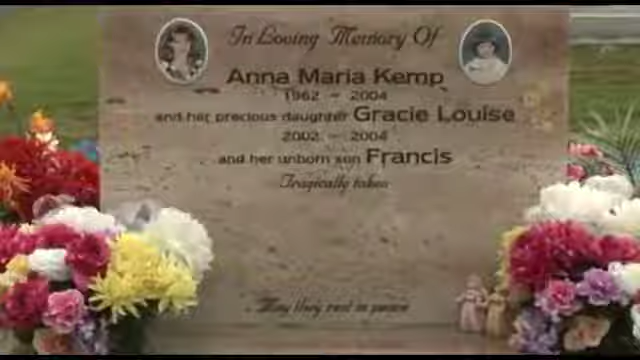 In Loving Memory Of
Anna Maria Kemp
1962 - 2004
and her precious daughter Gracie Louise
2002 - 2004
and her unborn son Francis
Tragically taken
May they rest in peace